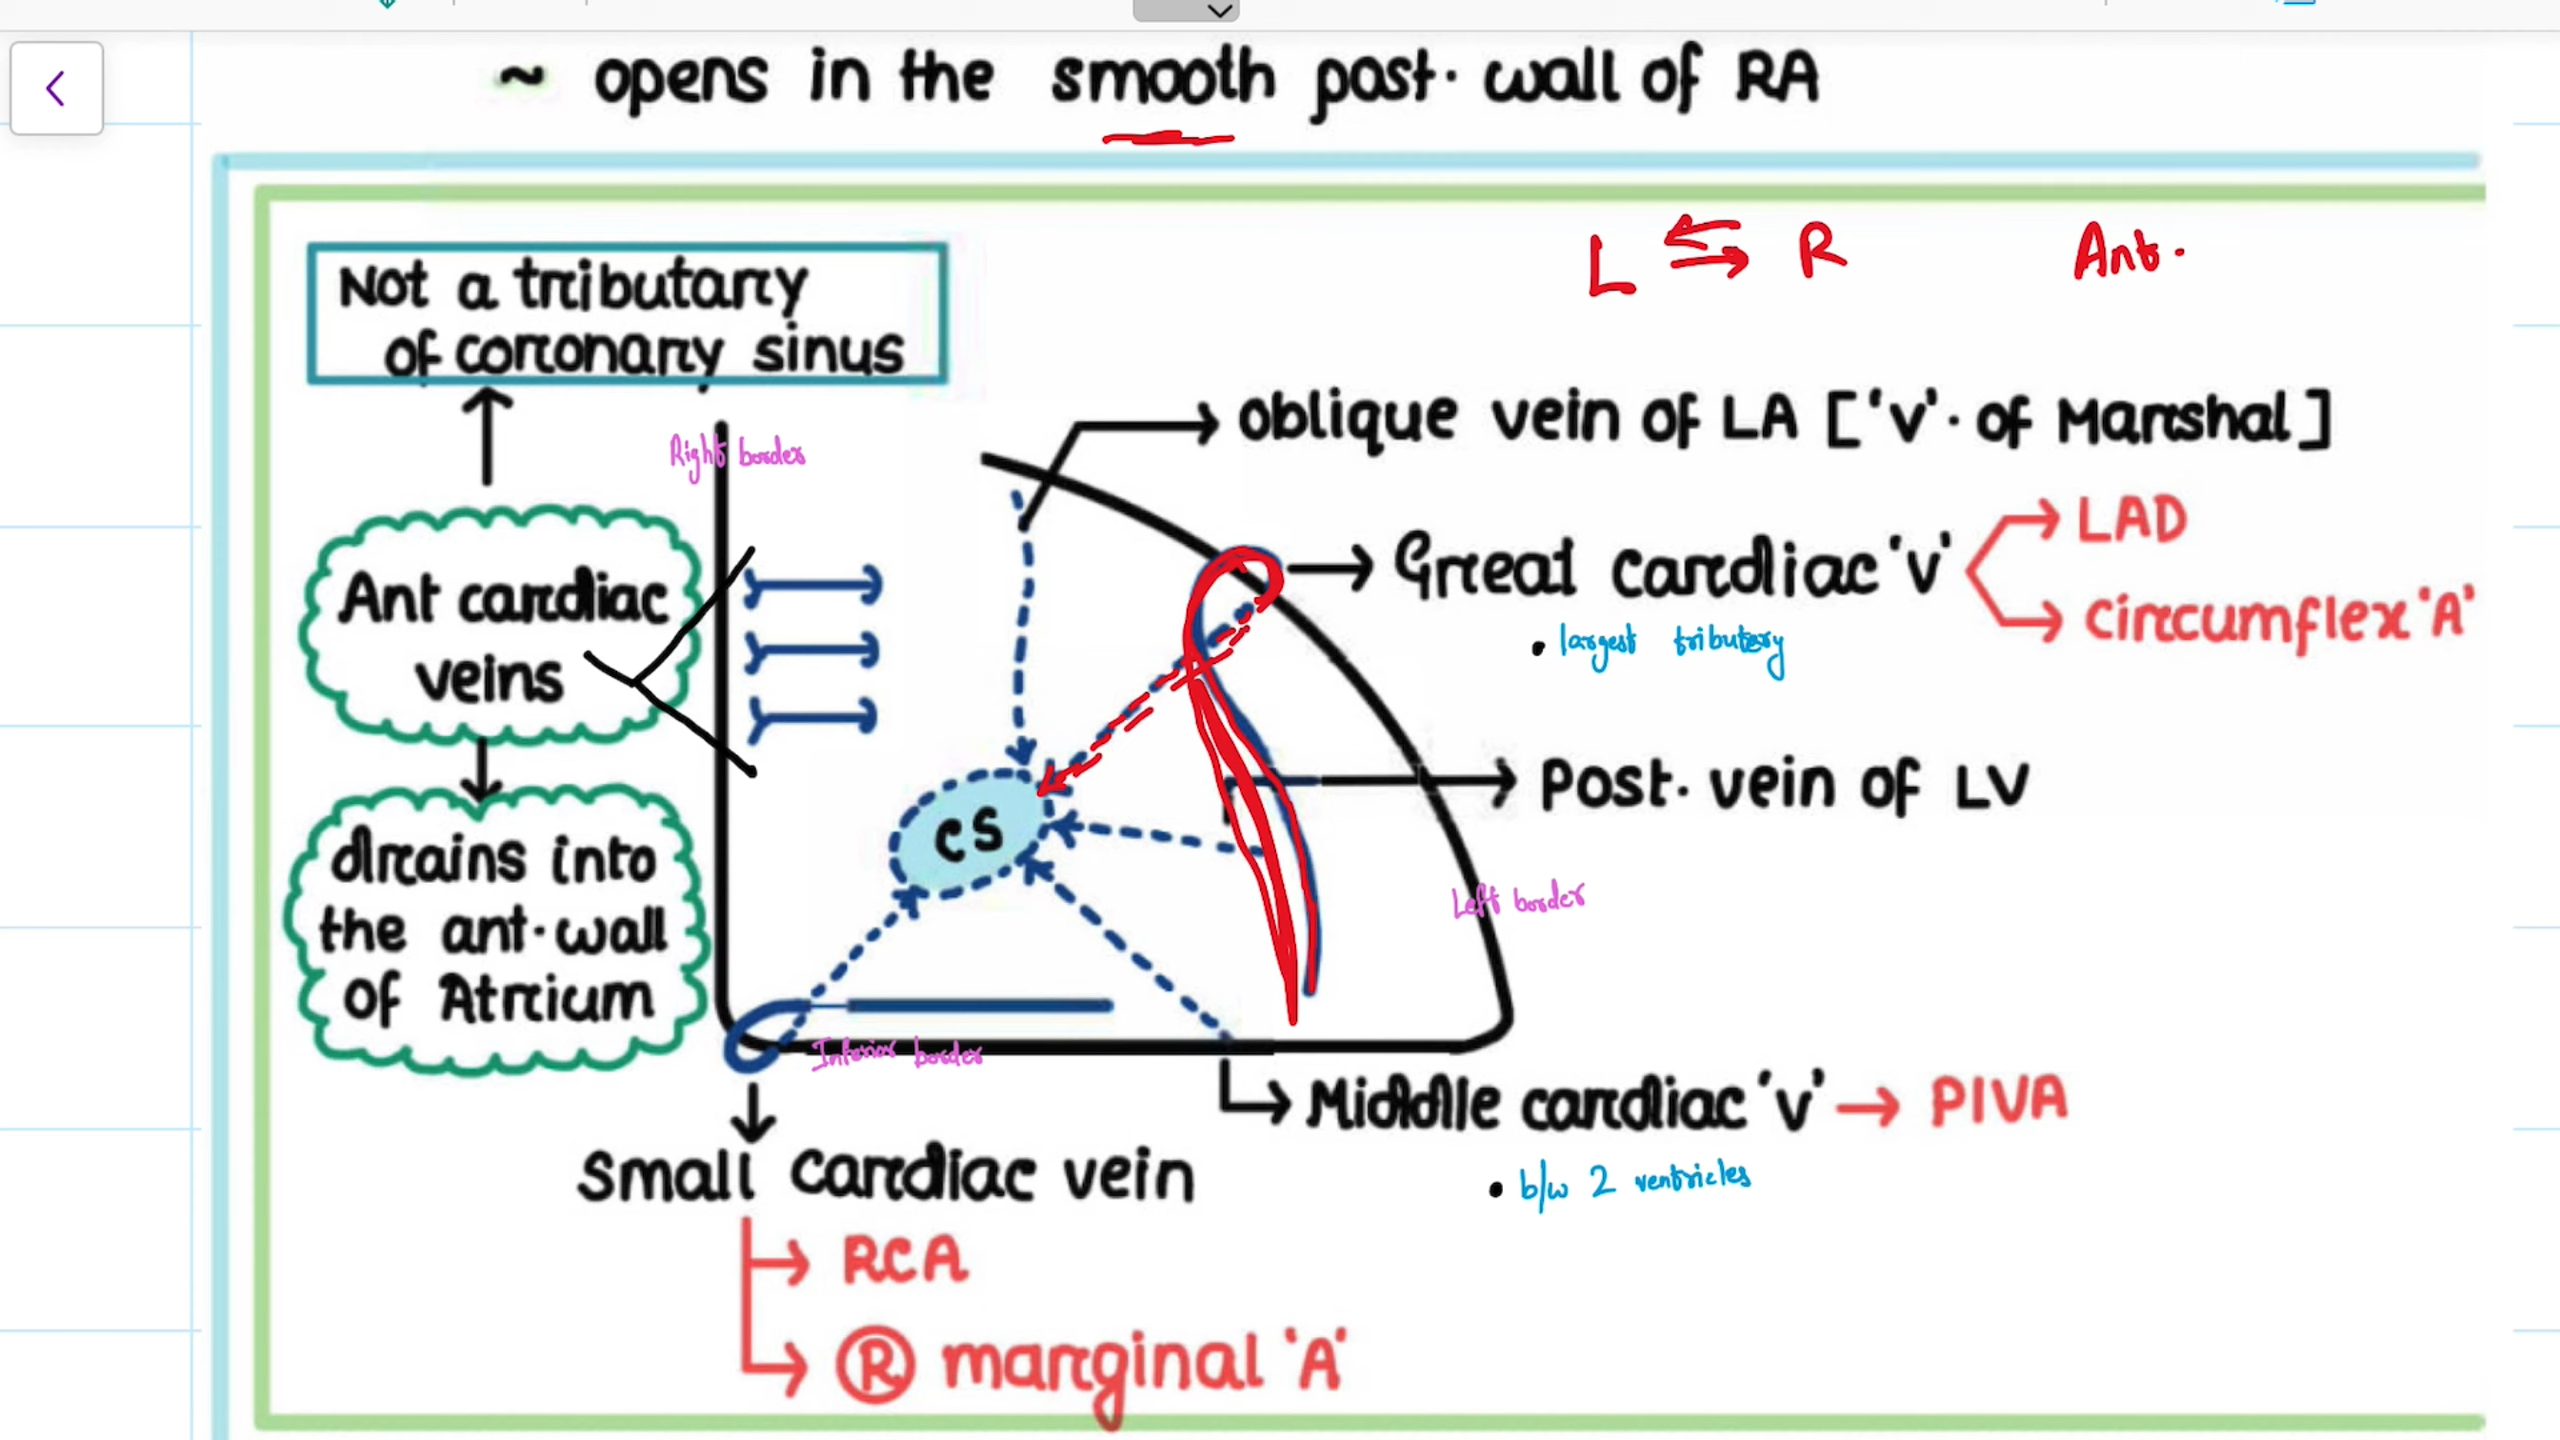 ~ opens in the smooth post. wall of RA
L R
Ant.
Not a tributary
of coronary sinus
oblique vein of LA ['v'. of Marshal]
Right border
Great cardiac 'v'
LAD
circumflex 'A'
• largest tributary
Ant cardiac
veins
Post. vein of LV
CS
drains into
the ant. wall
of Atrium
Left border
Inferior border
Middle cardiac 'v' → PIVA
• b/w 2 ventricles
Small cardiac vein
RCA
Ⓡ marginal 'A'